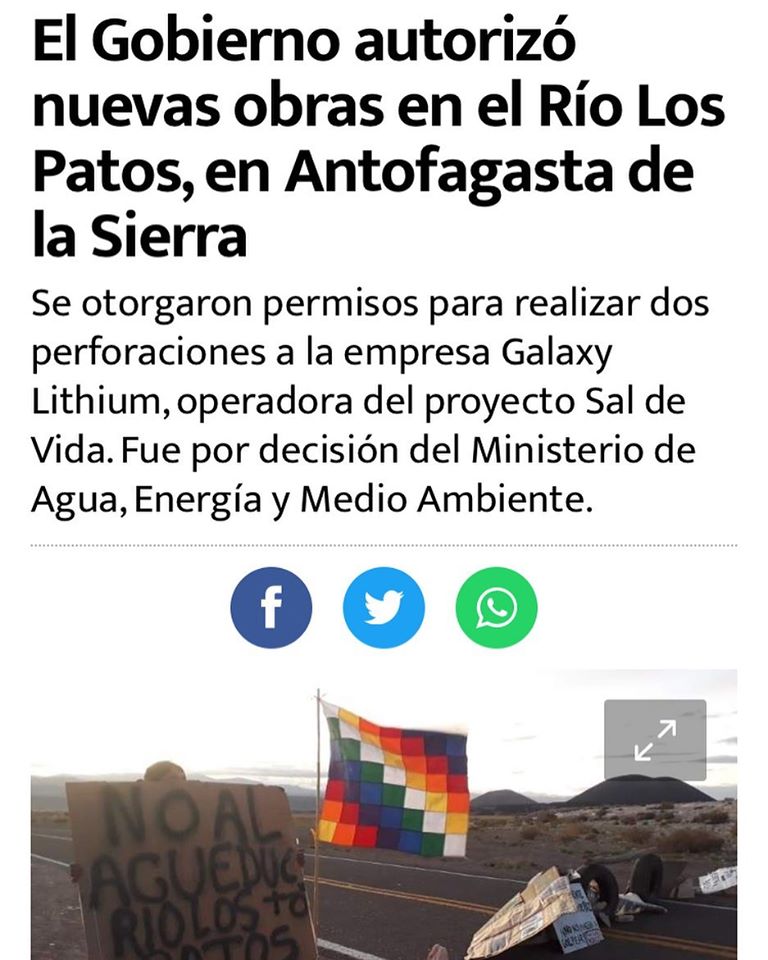 El Gobierno autorizó
nuevas obras en el Río Los
Patos, en Antofagasta de
la Sierra
Se otorgaron permisos para realizar dos
perforaciones a la empresa Galaxy
Lithium, operadora del proyecto Sal de
Vida. Fue por decisión del Ministerio de
Agua, Energía y Medio Ambiente.
NO AL
ACUEDUCTO
RIO LOS
PATOS